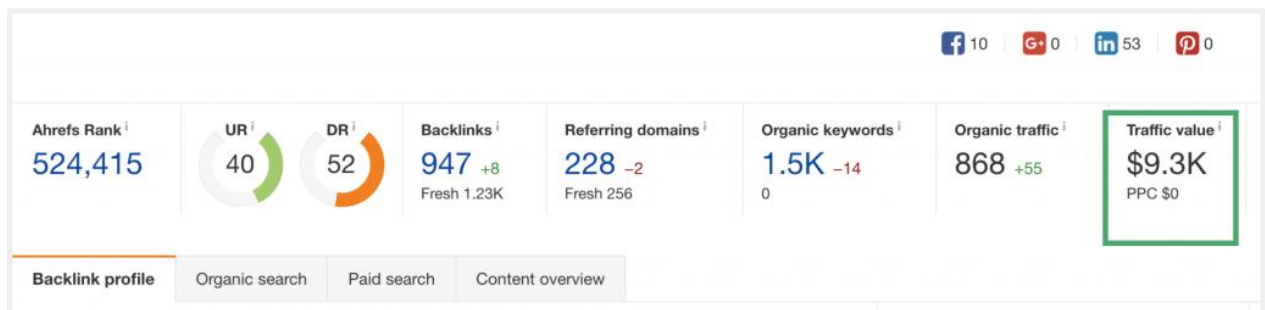 10 0 53 0
Ahrefs Rank UR DR Backlinks Referring domains Organic keywords Organic traffic Traffic value
524,415 40 52 947 +8 228 −2 1.5K −14 868 +55 $9.3K
Fresh 1.23K Fresh 256 0 PPC $0
Backlink profile Organic search Paid search Content overview